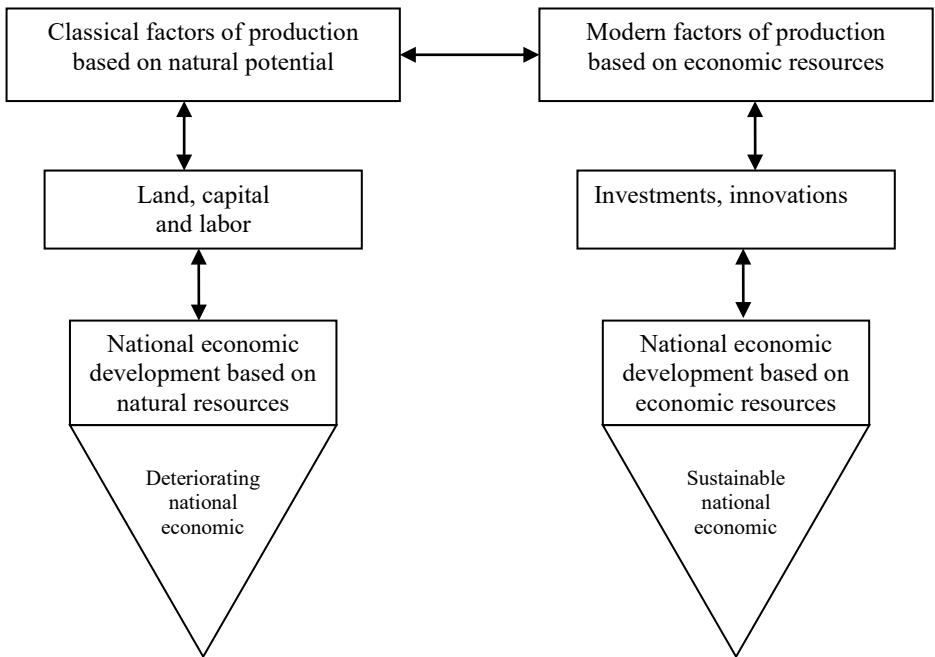 Classical factors of production
based on natural potential
Modern factors of production
based on economic resources
Land, capital
and labor
Investments, innovations
National economic
development based on
natural resources
National economic
development based on
economic resources
Deteriorating
national
economic
Sustainable
national
economic